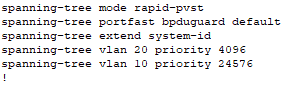 spanning-tree mode rapid-pvst
spanning-tree portfast bpduguard default
spanning-tree extend system-id
spanning-tree vlan 20 priority 4096
spanning-tree vlan 10 priority 24576
!